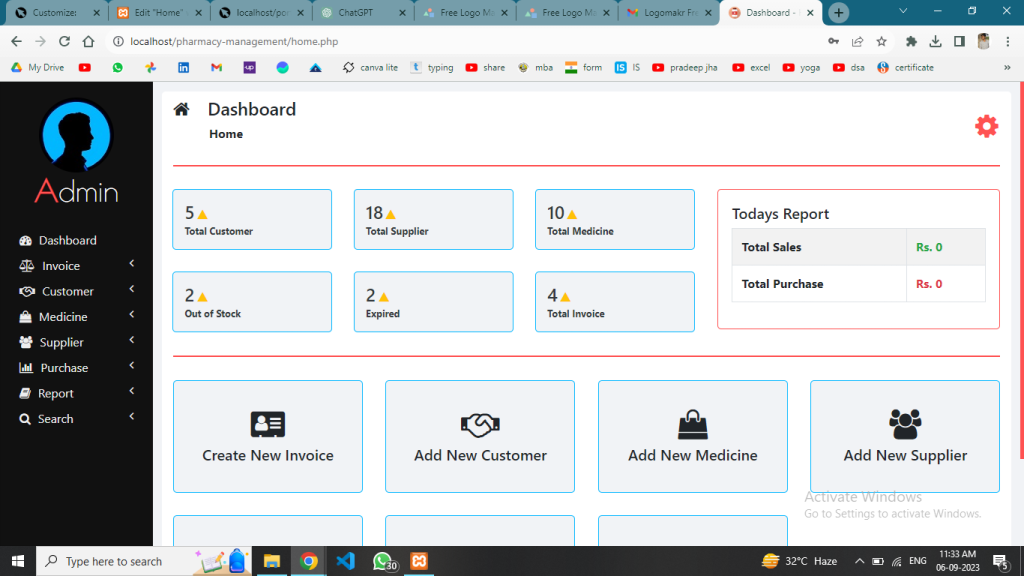 Customize:
Edit "Home"
localhost/po
ChatGPT
Free Logo Ma
Free Logo Ma
Logomakr Fre
Dashboard -
localhost/pharmacy-management/home.php
My Drive
canva lite
typing
share
mba
form
IS
IS
pradeep jha
excel
yoga
dsa
certificate
Admin
Dashboard
Invoice
Customer
Medicine
Supplier
Purchase
Report
Search
Dashboard
Home
5
Total Customer
18
Total Supplier
10
Total Medicine
2
Out of Stock
2
Expired
4
Total Invoice
Todays Report
Total Sales Rs. 0
Total Purchase Rs. 0
Create New Invoice
Add New Customer
Add New Medicine
Add New Supplier
Activate Windows
Go to Settings to activate Windows.
Type here to search
30
32°C Haze
ENG
11:33 AM
06-09-2023
5